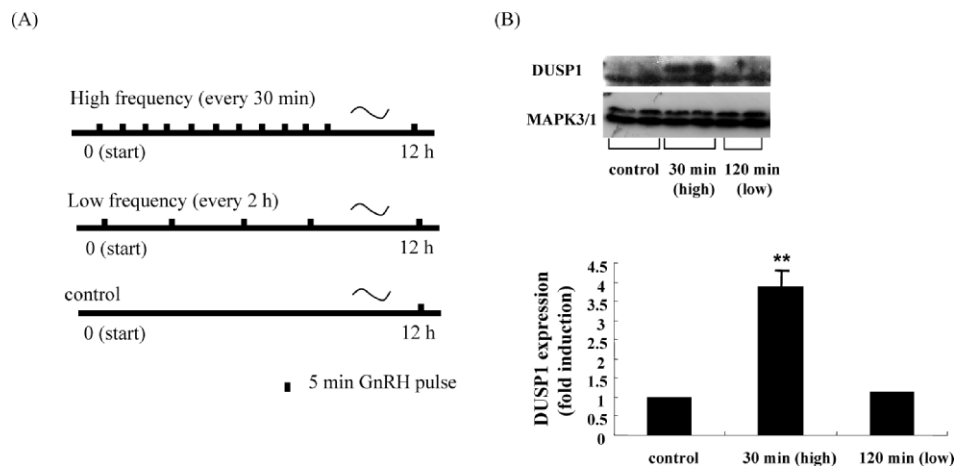 (A)
High frequency (every 30 min)
0 (start) 12 h
Low frequency (every 2 h)
0 (start) 12 h
control
0 (start) 12 h
5 min GnRH pulse
(B)
DUSP1
MAPK3/1
control 30 min 120 min
(high) (low)
DUSP1 expression
(fold induction)
4.5
4
3.5
3
2.5
2
1.5
1
0.5
0
**
control 30 min (high) 120 min (low)